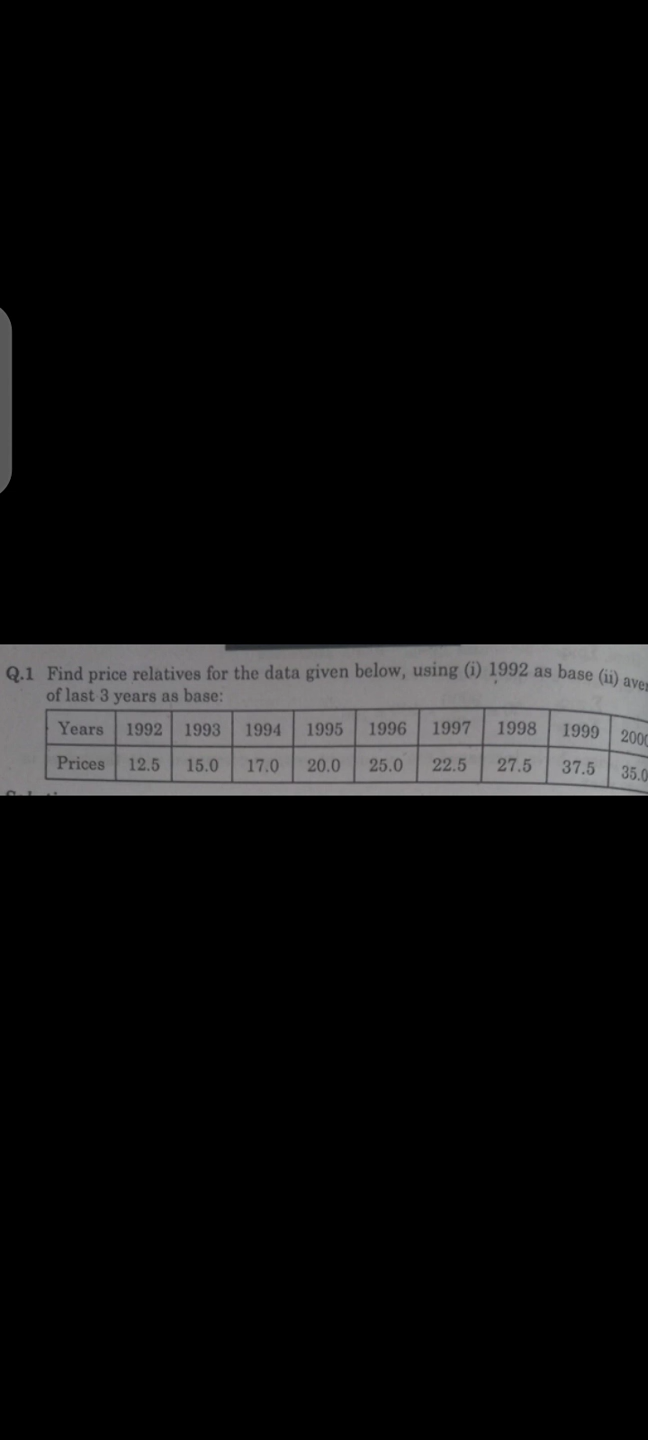 Q.1 Find price relatives for the data given below, using (i) 1992 as base (ii)
of last 3 years as base:
Years 1992 1993 1994 1995 1996 1997 1998 1999
Prices 12.5 15.0 17.0 20.0 25.0 22.5 27.5 37.5 35.0